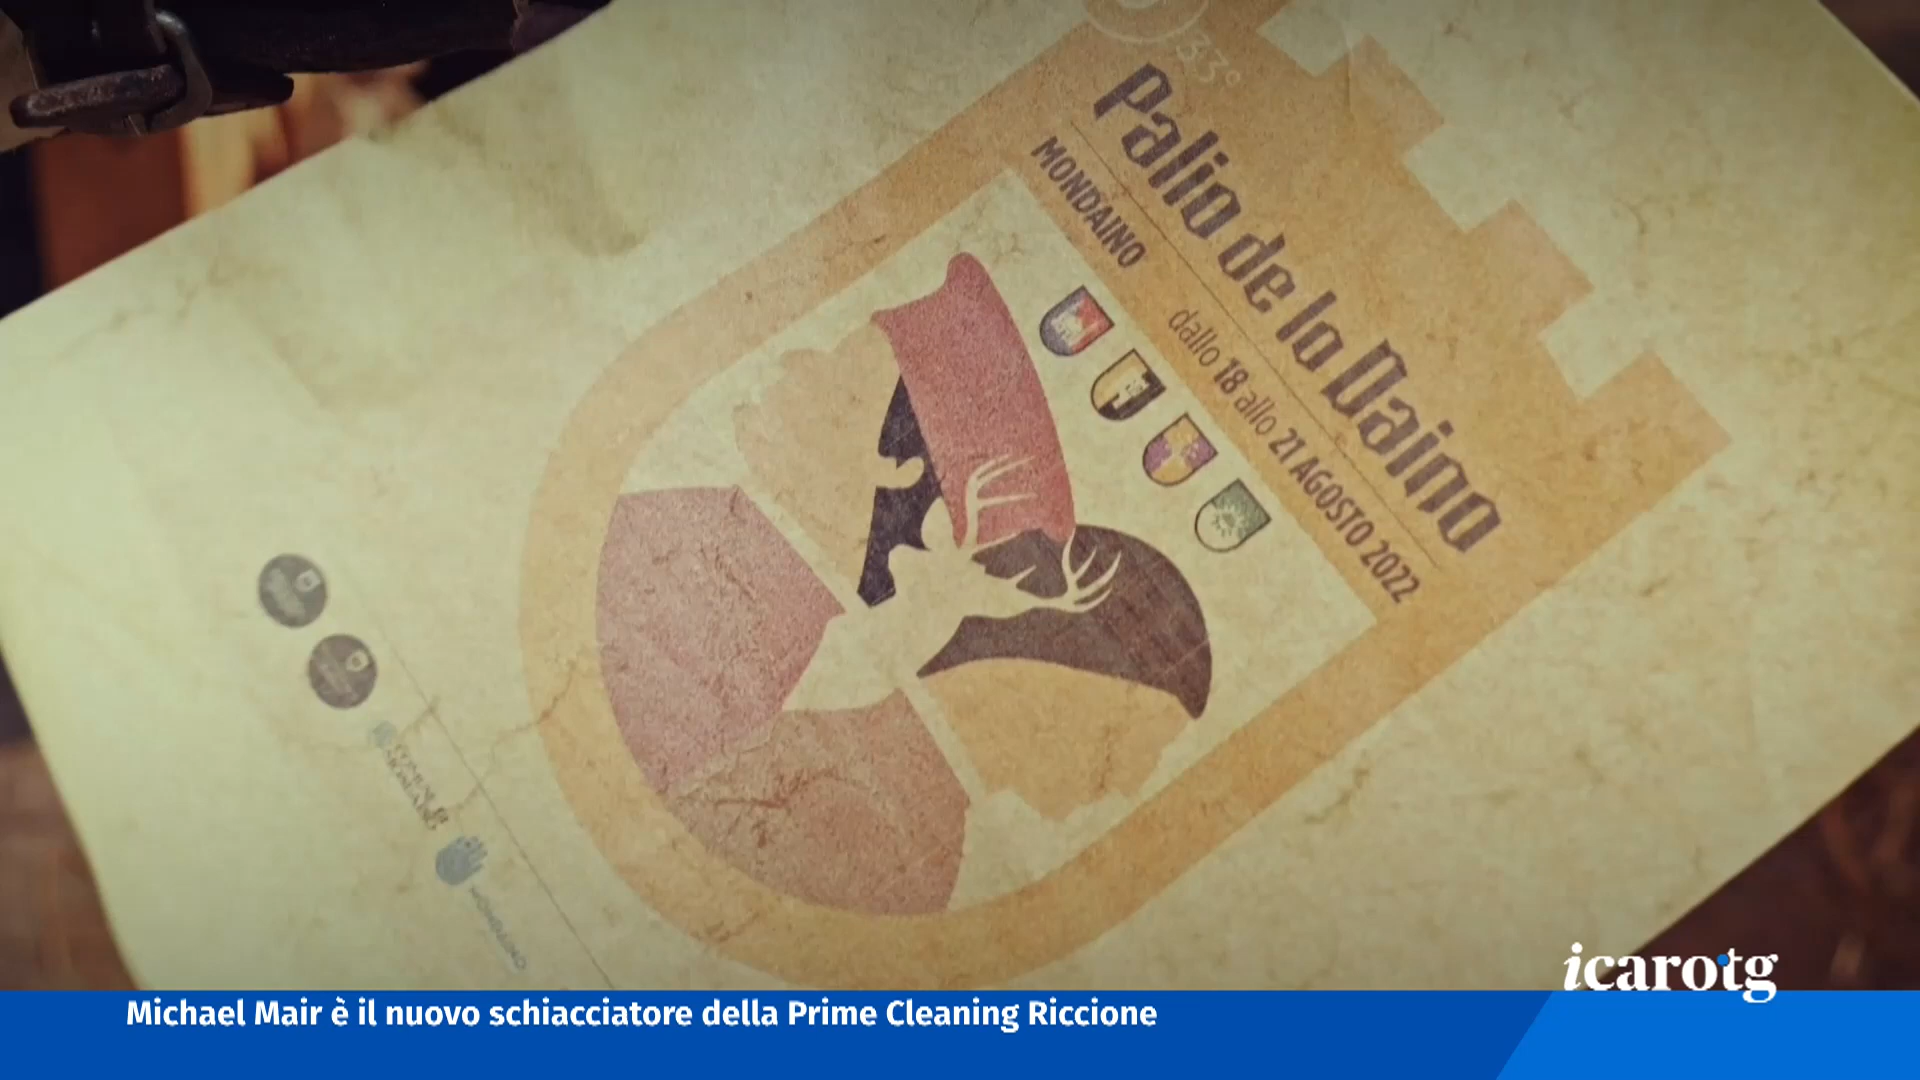 33°
Palio de lo Daino
MONDAINO
dallo 18 allo 21 AGOSTO 2022
MONDAINO
icarotg
Michael Mair è il nuovo schiacciatore della Prime Cleaning Riccione